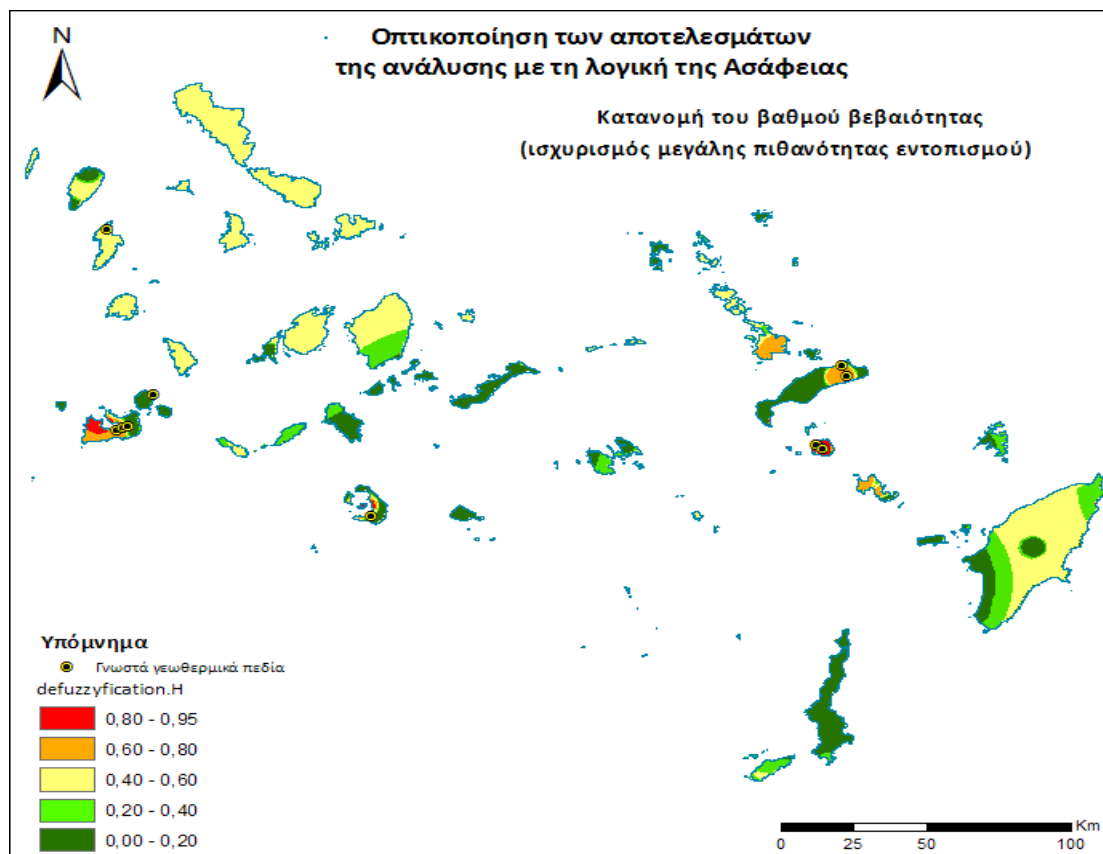 N
Οπτικοποίηση των αποτελεσμάτων
της ανάλυσης με τη λογική της Ασάφειας
Κατανομή του βαθμού βεβαιότητας
(ισχυρισμός μεγάλης πιθανότητας εντοπισμού)
Υπόμνημα
Γνωστά γεωθερμικά πεδία
defuzzyfication.H
0,80 - 0,95
0,60 - 0,80
0,40 - 0,60
0,20 - 0,40
0,00 - 0,20
Km
0 25 50 100